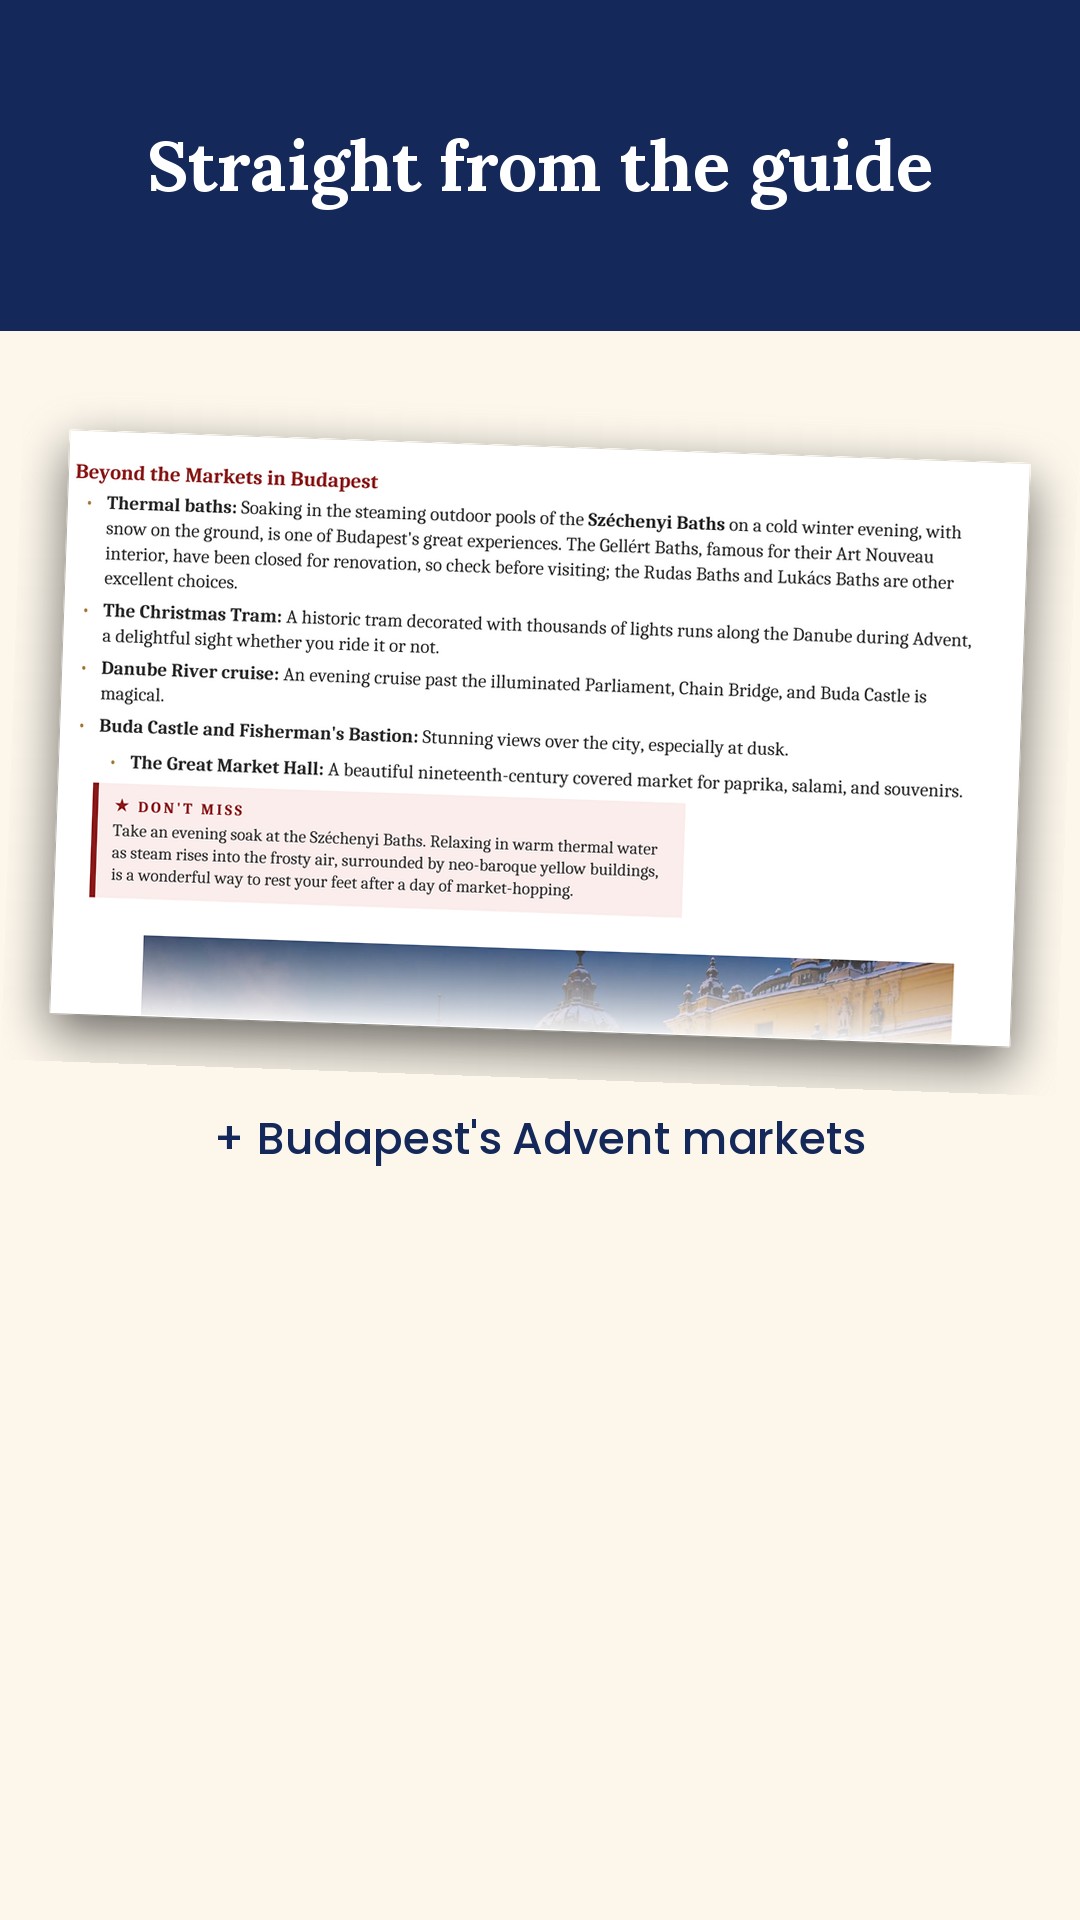 Straight from the guide
Beyond the Markets in Budapest
• Thermal baths: Soaking in the steaming outdoor pools of the Széchenyi Baths on a cold winter evening, with
snow on the ground, is one of Budapest's great experiences. The Gellért Baths, famous for their Art Nouveau
interior, have been closed for renovation, so check before visiting; the Rudas Baths and Lukács Baths are other
excellent choices.
• The Christmas Tram: A historic tram decorated with thousands of lights runs along the Danube during Advent,
a delightful sight whether you ride it or not.
• Danube River cruise: An evening cruise past the illuminated Parliament, Chain Bridge, and Buda Castle is
magical.
• Buda Castle and Fisherman's Bastion: Stunning views over the city, especially at dusk.
• The Great Market Hall: A beautiful nineteenth-century covered market for paprika, salami, and souvenirs.
★ DON'T MISS
Take an evening soak at the Széchenyi Baths. Relaxing in warm thermal water
as steam rises into the frosty air, surrounded by neo-baroque yellow buildings,
is a wonderful way to rest your feet after a day of market-hopping.
+ Budapest's Advent markets